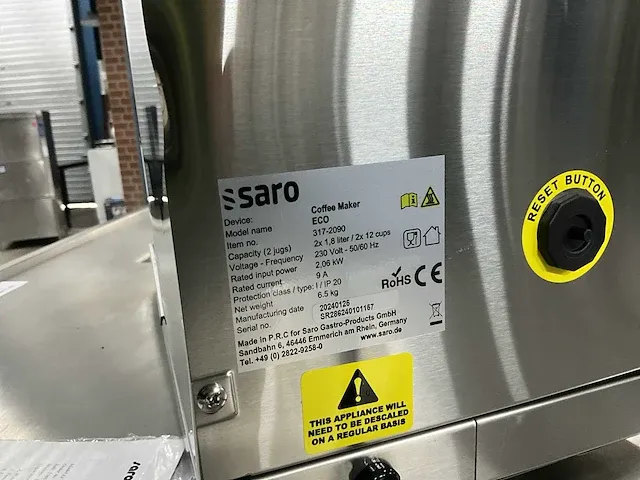 saro
Device: Coffee Maker
Model name ECO
Item no. 317-2090
Capacity (2 jugs) 2x 1,8 liter / 2x 12 cups
Voltage - Frequency 230 Volt - 50/60 Hz
Rated input power 2,06 kW
Rated current 9 A
Protection class / type: I / IP 20
Net weight 6.5 kg
Manufacturing date 20240126
Serial no. SR286240101167
Made in P.R.C for Saro Gastro-Products GmbH
Sandbahn 6, 46446 Emmerich am Rhein, Germany
Tel. +49 (0) 2822-9258-0 www.saro.de
RoHS CE
RESET BUTTON
THIS APPLIANCE WILL
NEED TO BE DESCALED
ON A REGULAR BASIS
saro